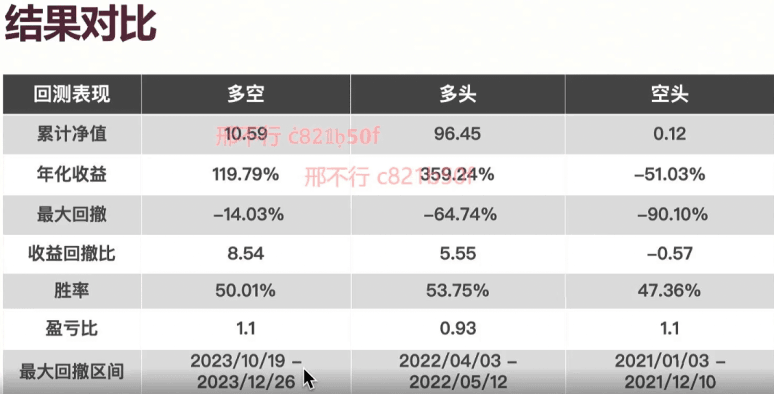 结果对比
回测表现 多空 多头 空头
累计净值 10.59 96.45 0.12
邢不行 c821b50f
年化收益 119.79% 359.24% –51.03%
邢不行 c821b50f
最大回撤 –14.03% –64.74% –90.10%
收益回撤比 8.54 5.55 –0.57
胜率 50.01% 53.75% 47.36%
盈亏比 1.1 0.93 1.1
最大回撤区间 2023/10/19 – 2022/04/03 – 2021/01/03 –
2023/12/26 2022/05/12 2021/12/10